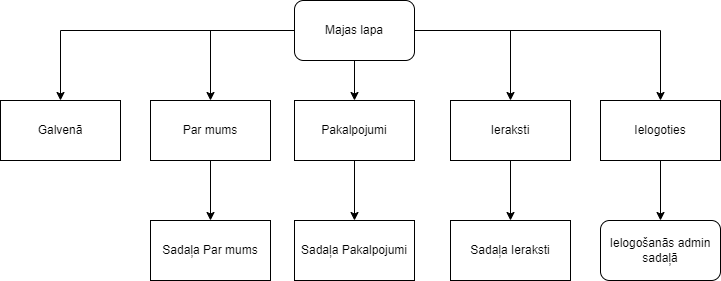 Majas lapa
Galvenā
Par mums
Pakalpojumi
Ieraksti
Ielogoties
Sadaļa Par mums
Sadaļa Pakalpojumi
Sadaļa Ieraksti
Ielogošanās admin
sadaļā